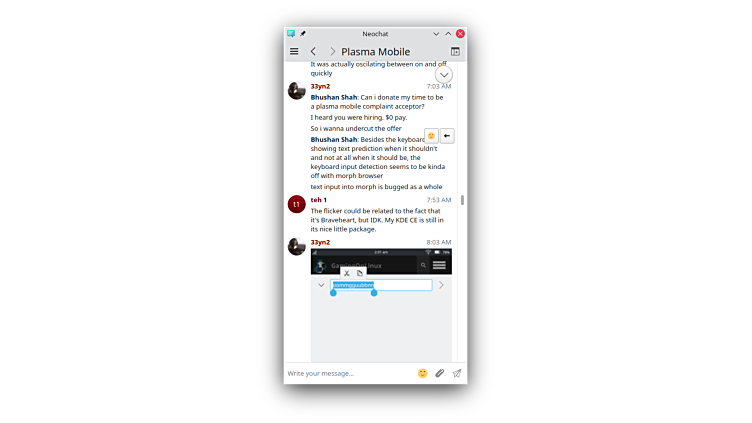 Neochat
Plasma Mobile
It was actually oscilating between on and off
quickly
33yn2 7:03 AM
Bhushan Shah: Can i donate my time to be
a plasma mobile complaint acceptor?
I heard you were hiring. $0 pay.
So i wanna undercut the offer
Bhushan Shah: Besides the keyboard
showing text prediction when it shouldn't
and not at all when it should be, the
keyboard input detection seems to be kinda
off with morph browser
text input into morph is bugged as a whole
t1
teh 1 7:53 AM
The flicker could be related to the fact that
it's Braveheart, but IDK. My KDE CE is still in
its nice little package.
33yn2 8:03 AM
GamingOnLinux
Write your message...